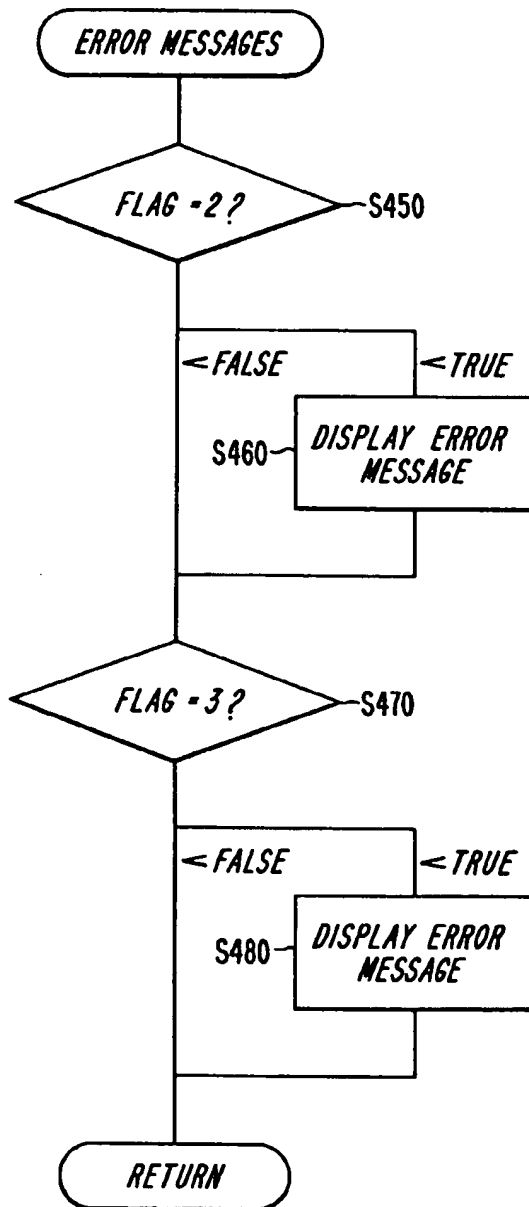 ERROR MESSAGES
FLAG = 2?
S450
< FALSE
< TRUE
S460
DISPLAY ERROR
MESSAGE
FLAG = 3?
S470
< FALSE
< TRUE
S480
DISPLAY ERROR
MESSAGE
RETURN